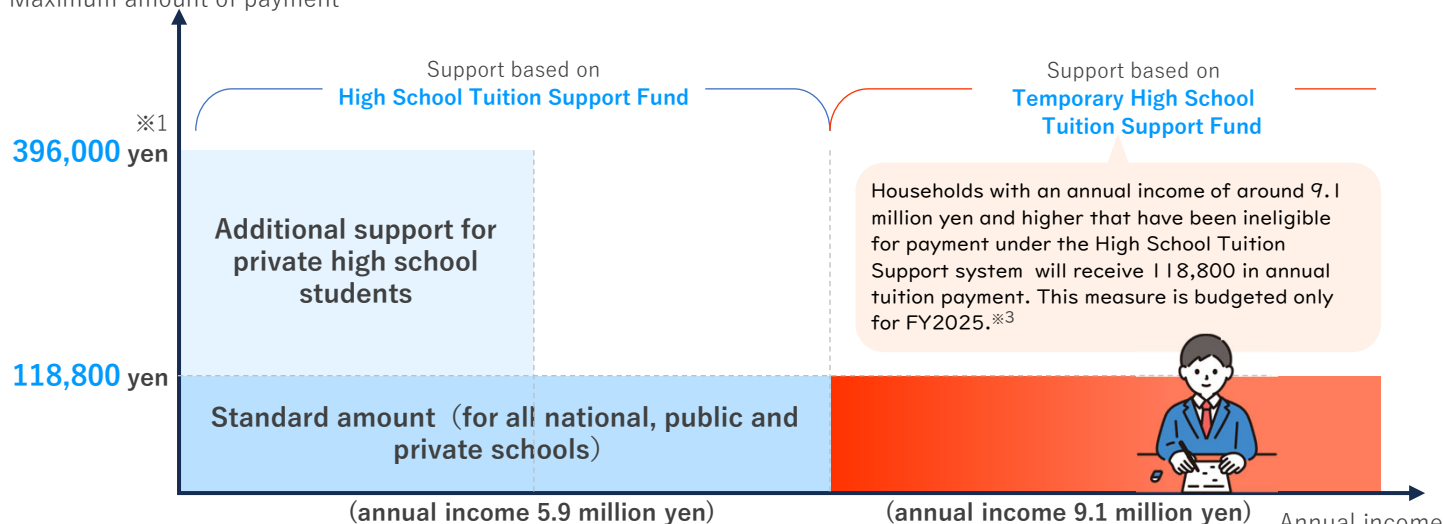 Maximum amount of payment
Support based on
High School Tuition Support Fund
Support based on
Temporary High School
Tuition Support Fund
※1
396,000 yen
Households with an annual income of around 9.1
million yen and higher that have been ineligible
for payment under the High School Tuition
Support system will receive 118,800 in annual
tuition payment. This measure is budgeted only
for FY2025.※3
Additional support for
private high school
students
118,800 yen
Standard amount（for all national, public and
private schools）
(annual income 5.9 million yen)
(annual income 9.1 million yen)
Annual income